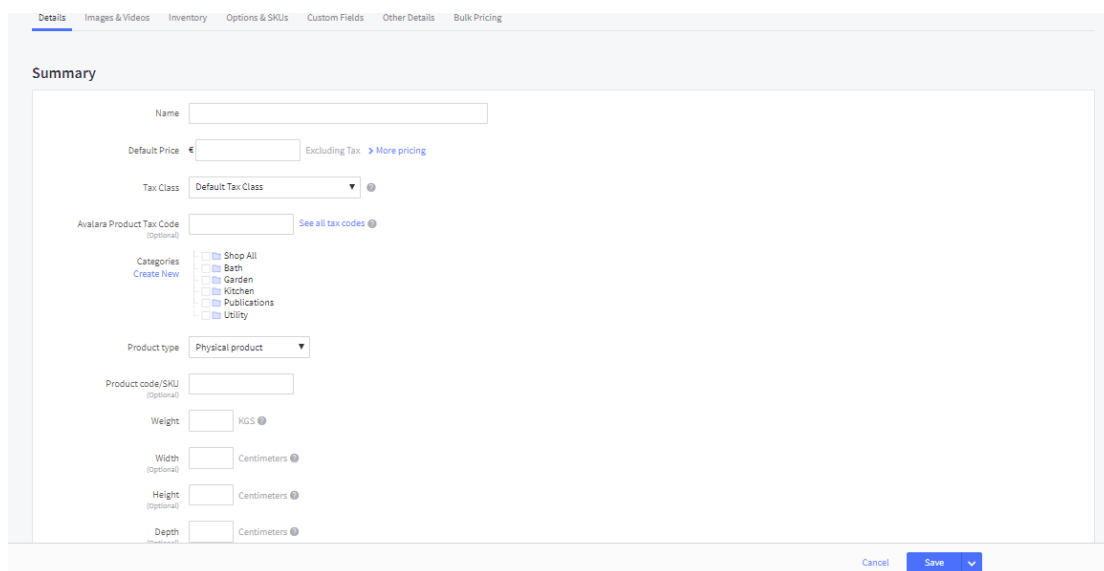 Details Images & Videos Inventory Options & SKUs Custom Fields Other Details Bulk Pricing
Summary
Name
Default Price € Excluding Tax More pricing
Tax Class Default Tax Class
Avalara Product Tax Code See all tax codes
(Optional)
Categories
Create New
Shop All
Bath
Garden
Kitchen
Publications
Utility
Product type Physical product
Product code/SKU
(Optional)
Weight KGS
Width Centimeters
(Optional)
Height Centimeters
(Optional)
Depth Centimeters
(Optional)
Cancel Save